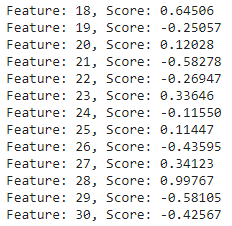 Feature: 18, Score: 0.64506
Feature: 19, Score: -0.25057
Feature: 20, Score: 0.12028
Feature: 21, Score: -0.58278
Feature: 22, Score: -0.26947
Feature: 23, Score: 0.33646
Feature: 24, Score: -0.11550
Feature: 25, Score: 0.11447
Feature: 26, Score: -0.43595
Feature: 27, Score: 0.34123
Feature: 28, Score: 0.99767
Feature: 29, Score: -0.58105
Feature: 30, Score: -0.42567